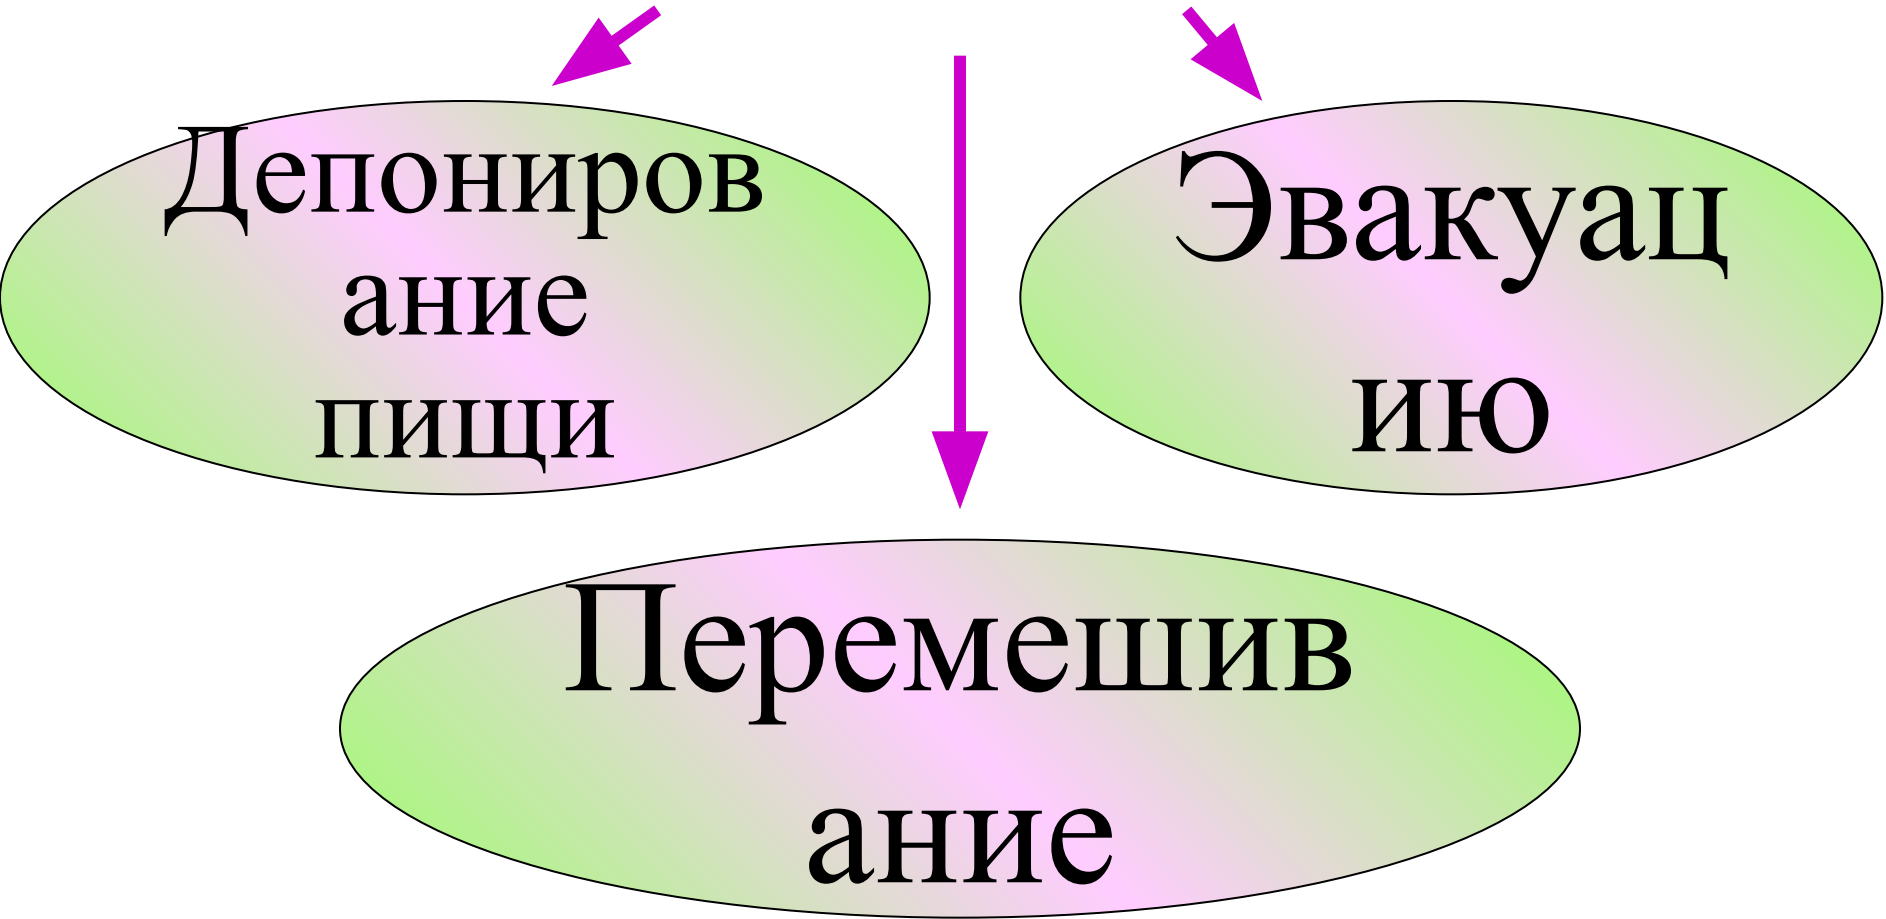 Депониров
ание
пищи
Эвакуац
ию
Перемешив
ание